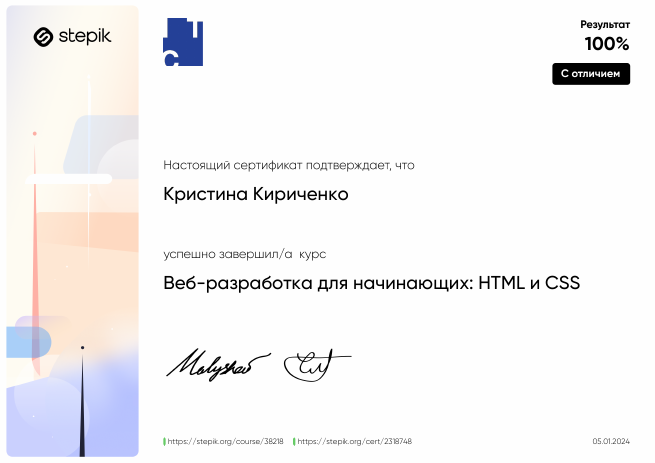 stepik
Результат
100%
С отличием
Настоящий сертификат подтверждает, что
Кристина Кириченко
успешно завершил/а курс
Веб-разработка для начинающих: HTML и CSS
Malyshev
https://stepik.org/course/38218 https://stepik.org/cert/2318748
05.01.2024